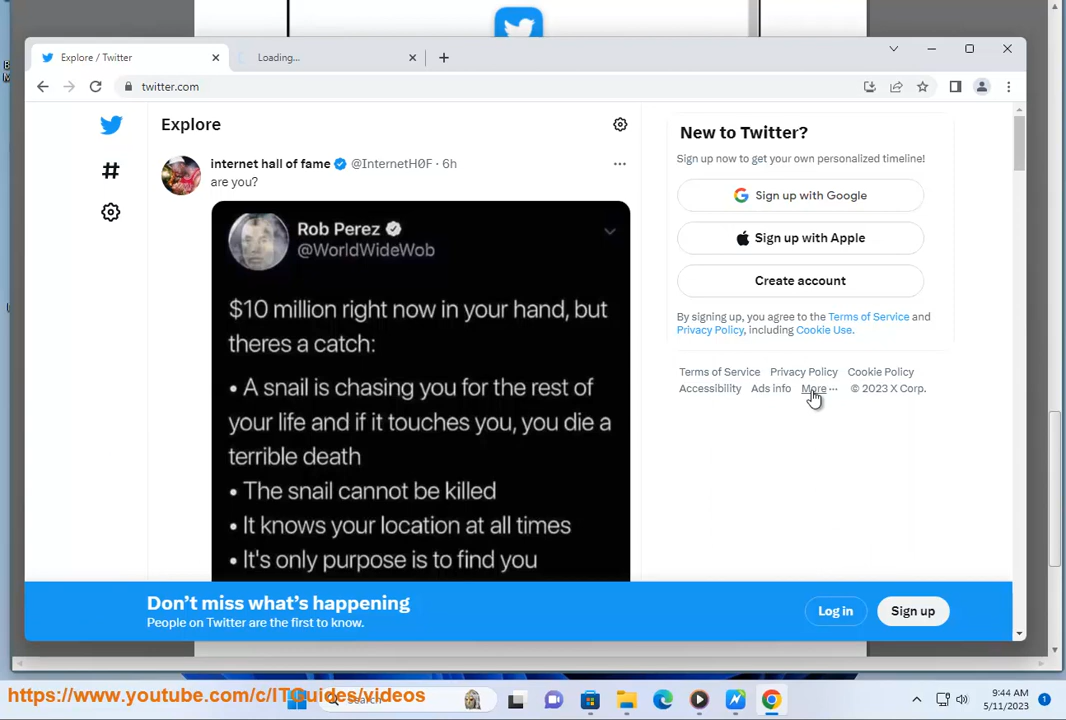 Explore / Twitter
Loading...
twitter.com
Explore
internet hall of fame @InternetH0F · 6h
are you?
Rob Perez
@WorldWideWob
$10 million right now in your hand, but
theres a catch:
• A snail is chasing you for the rest of
your life and if it touches you, you die a
terrible death
• The snail cannot be killed
• It knows your location at all times
• It's only purpose is to find you
New to Twitter?
Sign up now to get your own personalized timeline!
Sign up with Google
Sign up with Apple
Create account
By signing up, you agree to the Terms of Service and
Privacy Policy, including Cookie Use.
Terms of Service Privacy Policy Cookie Policy
Accessibility Ads info More ··· © 2023 X Corp.
Don’t miss what’s happening
People on Twitter are the first to know.
Log in
Sign up
https://www.youtube.com/c/ITGuides/videos
Search
9:44 AM
5/11/2023
1